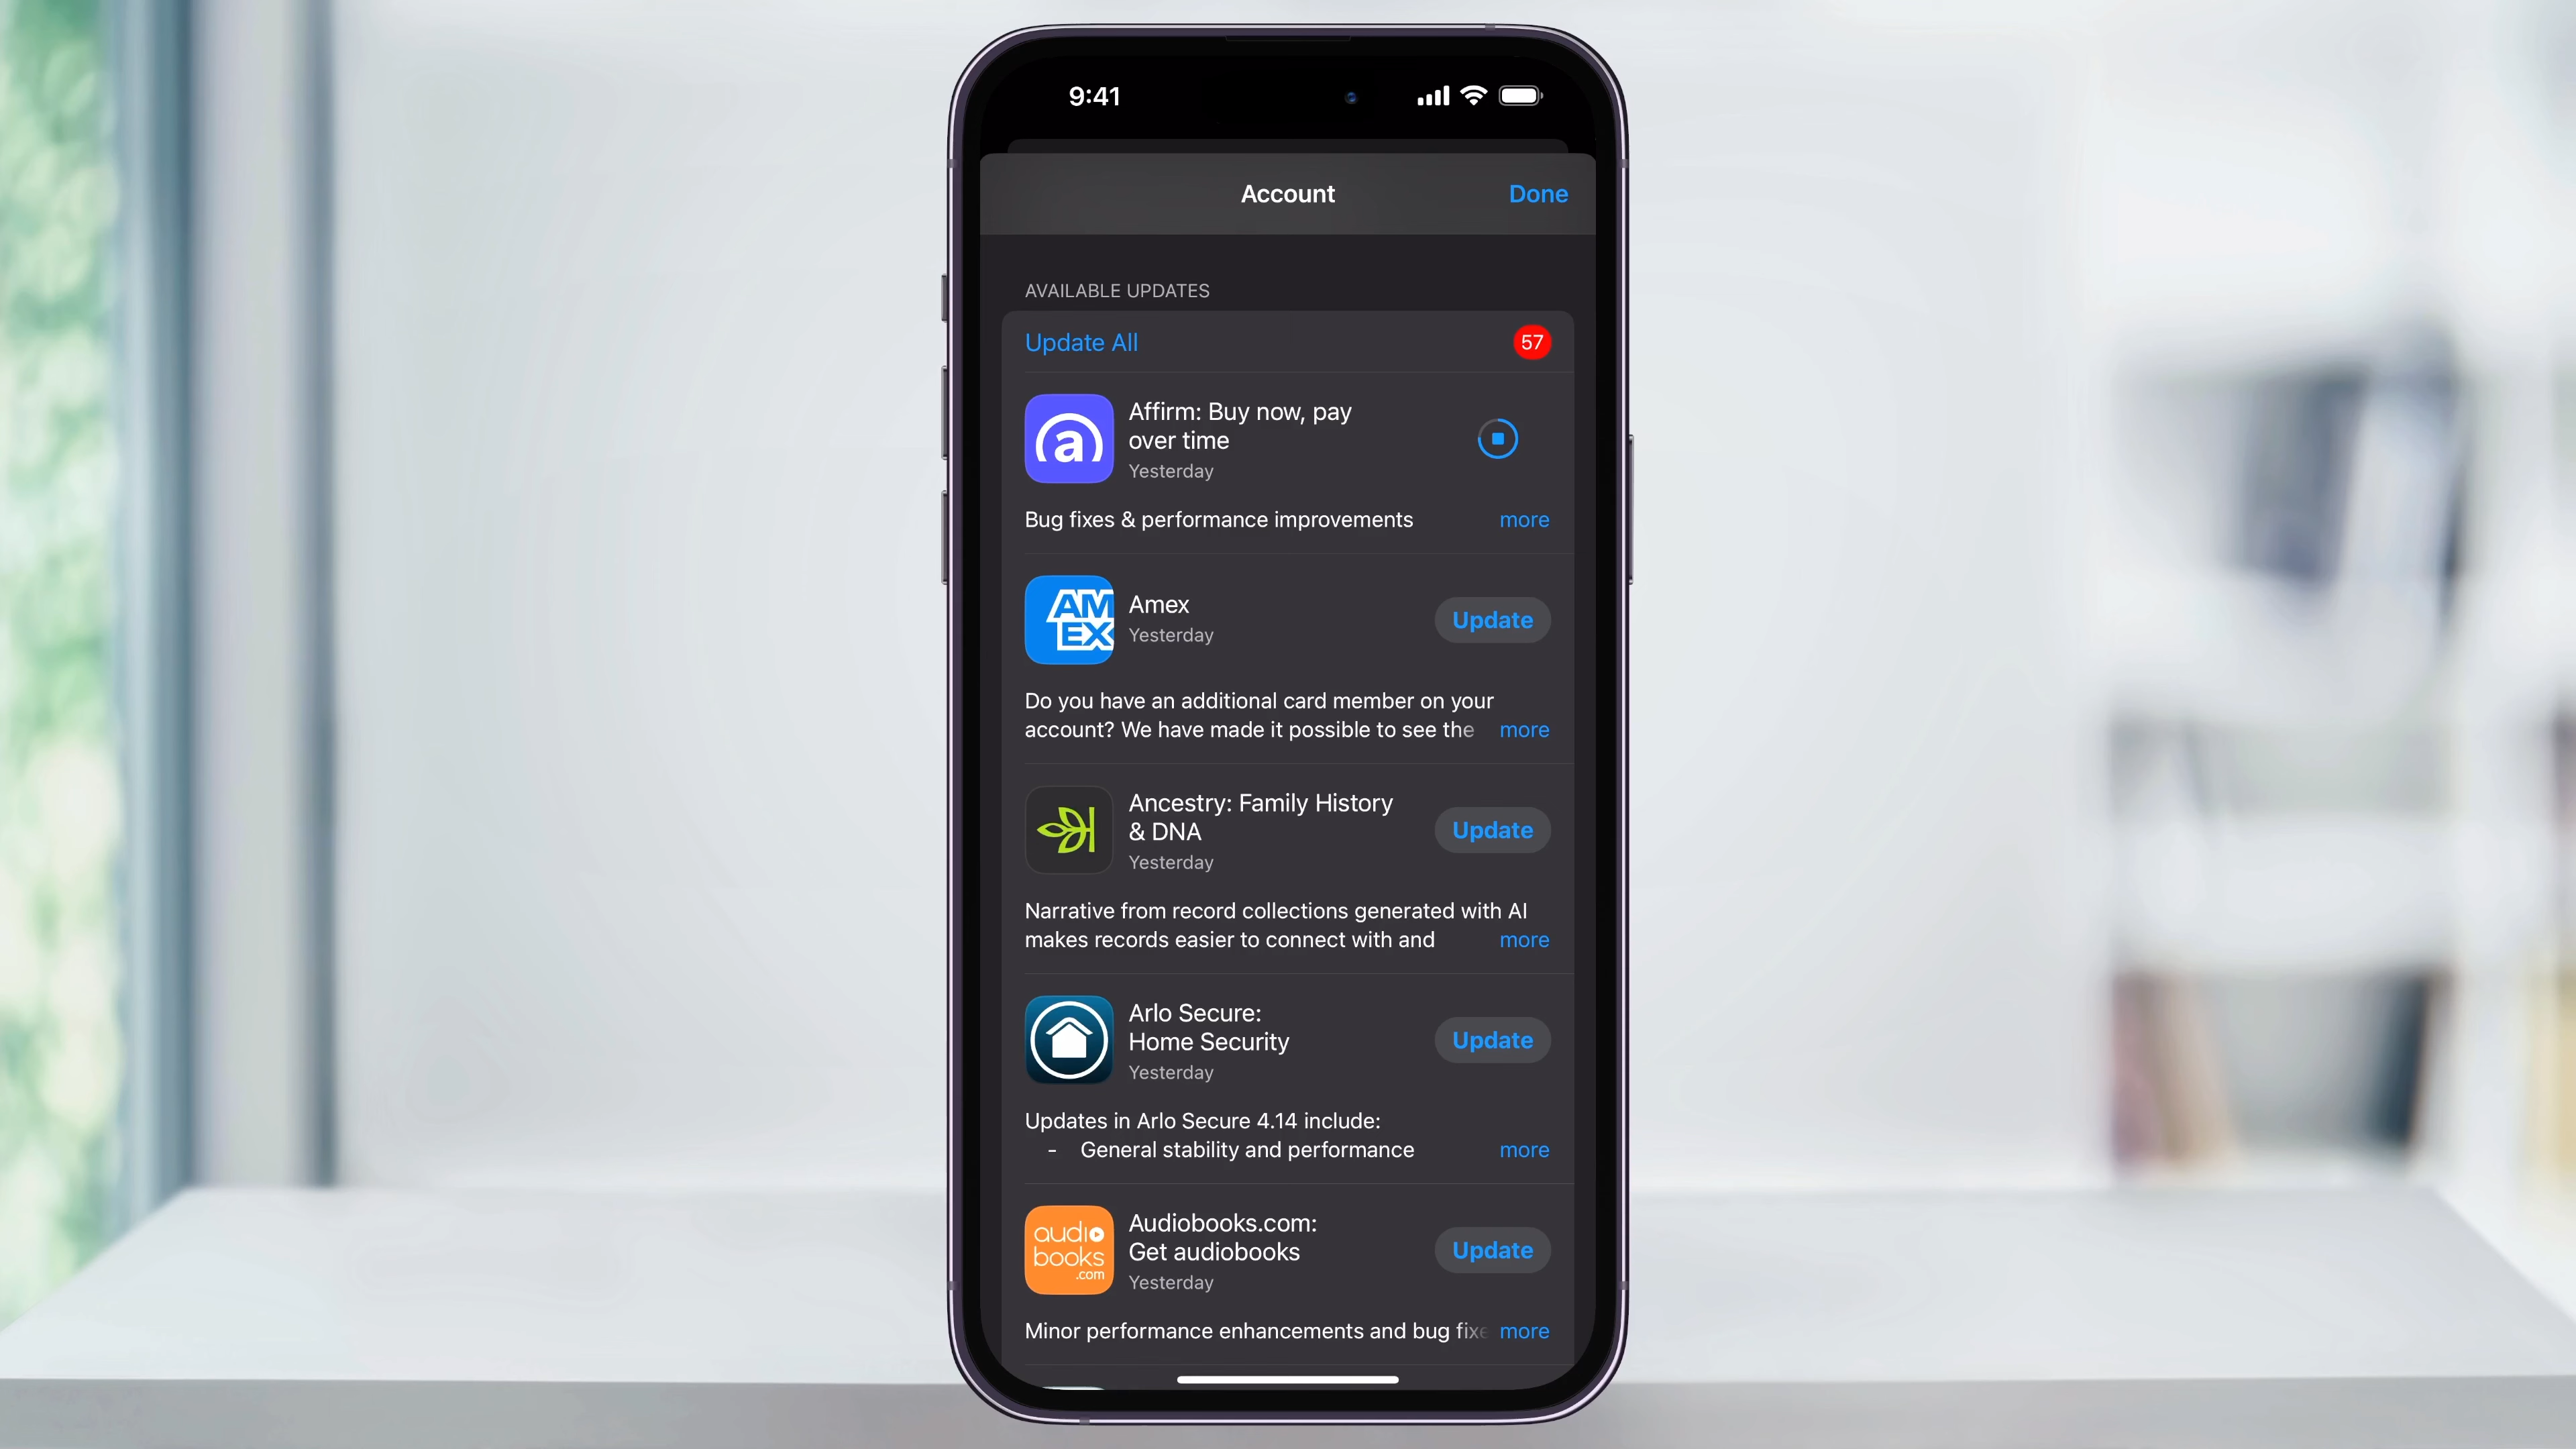 9:41
Account
Done
AVAILABLE UPDATES
Update All
57
a
Affirm: Buy now, pay
over time
Yesterday
Bug fixes & performance improvements
more
AM
EX
Amex
Yesterday
Update
Do you have an additional card member on your
account? We have made it possible to see the
more
Ancestry: Family History
& DNA
Yesterday
Update
Narrative from record collections generated with AI
makes records easier to connect with and
more
Arlo Secure:
Home Security
Yesterday
Update
Updates in Arlo Secure 4.14 include:
- General stability and performance
more
audio
books
.com
Audiobooks.com:
Get audiobooks
Yesterday
Update
Minor performance enhancements and bug fixe
more